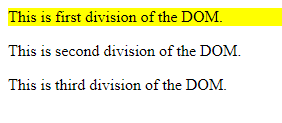 This is first division of the DOM.
This is second division of the DOM.
This is third division of the DOM.